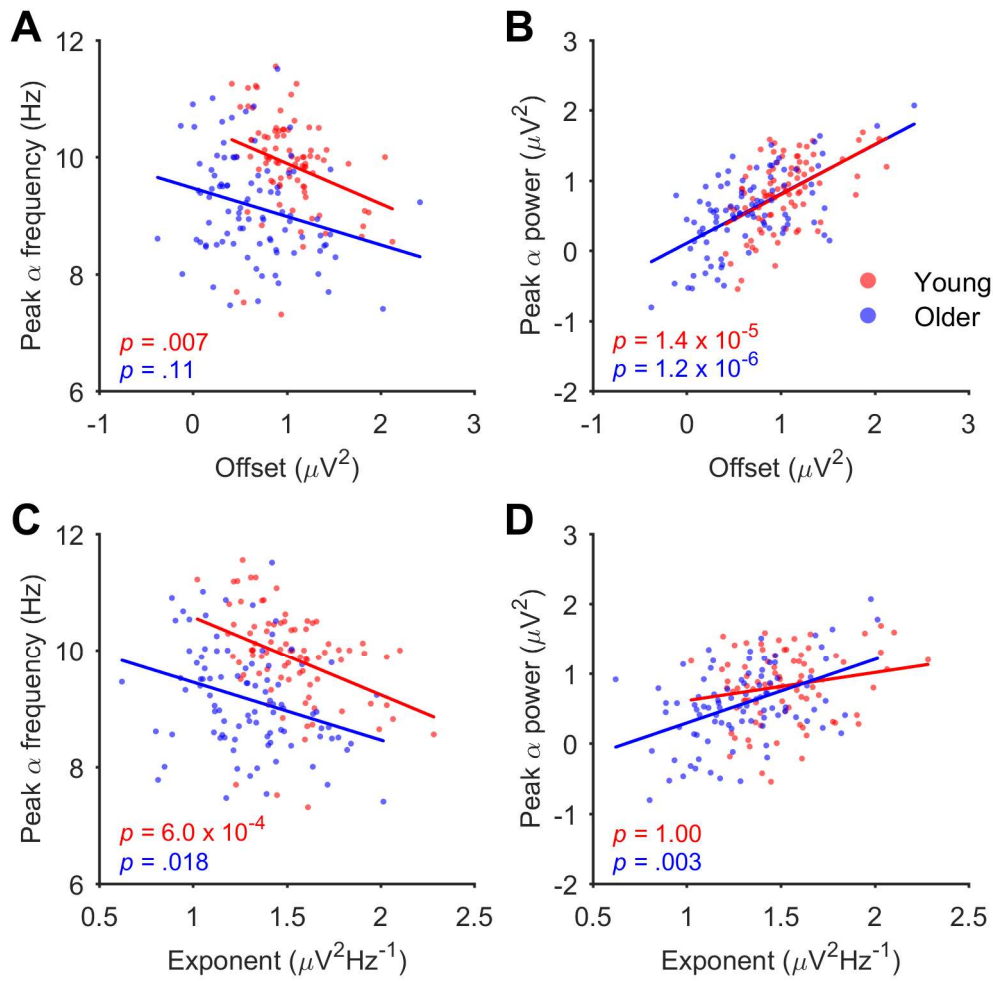 A
B
12
10
8
6
Peak α frequency (Hz)
p = .007
p = .11
-1
0
1
2
3
Offset (μV²)
3
2
1
0
-1
-2
Peak α power (μV²)
Young
Older
p = 1.4 x 10⁻⁵
p = 1.2 x 10⁻⁶
-1
0
1
2
3
Offset (μV²)
C
D
12
10
8
6
Peak α frequency (Hz)
p = 6.0 x 10⁻⁴
p = .018
0.5
1
1.5
2
2.5
Exponent (μV²Hz⁻¹)
3
2
1
0
-1
-2
Peak α power (μV²)
p = 1.00
p = .003
0.5
1
1.5
2
2.5
Exponent (μV²Hz⁻¹)